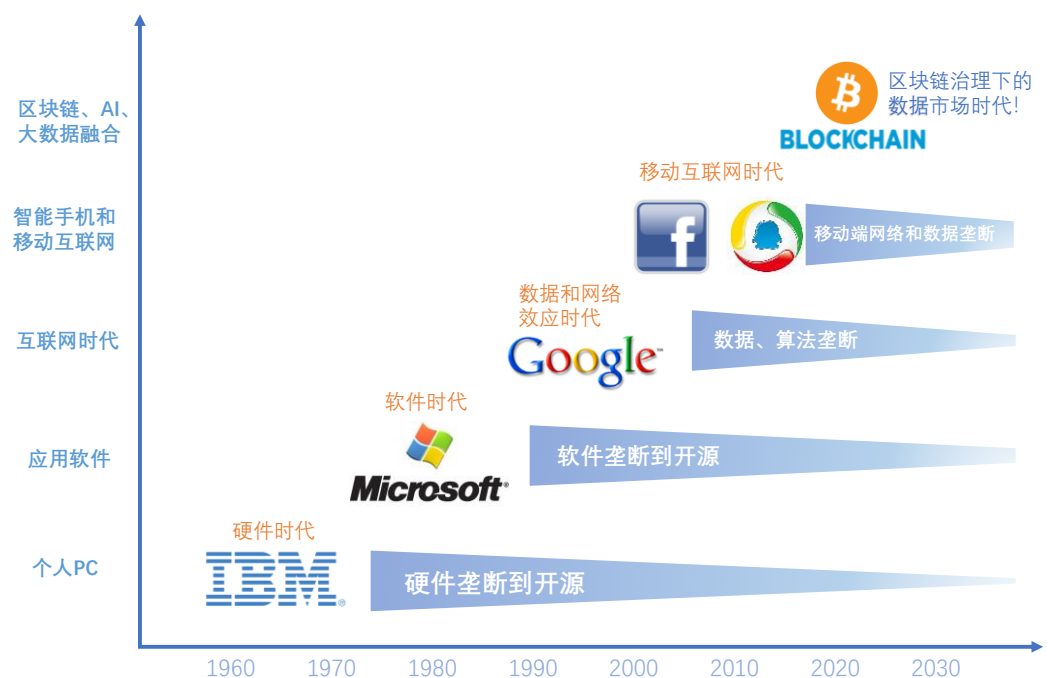 区块链、AI、
大数据融合
区块链治理下的
数据市场时代！
BLOCKCHAIN
移动互联网时代
智能手机和
移动互联网
f
移动端网络和数据垄断
数据和网络
效应时代
互联网时代
Google™
数据、算法垄断
软件时代
应用软件
Microsoft®
软件垄断到开源
硬件时代
个人PC
IBM®
硬件垄断到开源
1960 1970 1980 1990 2000 2010 2020 2030